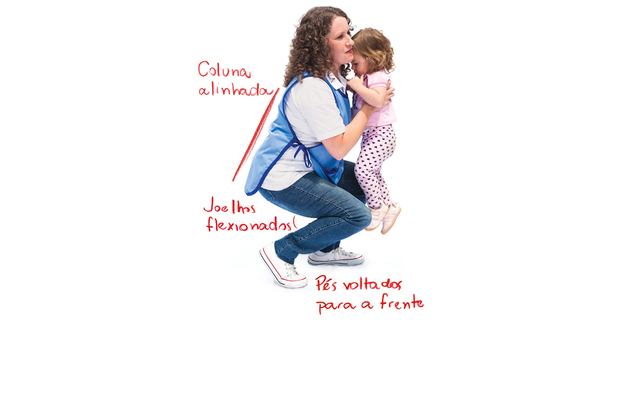 Coluna
alinhada
Joelhos
flexionados
Pés voltados
para a frente